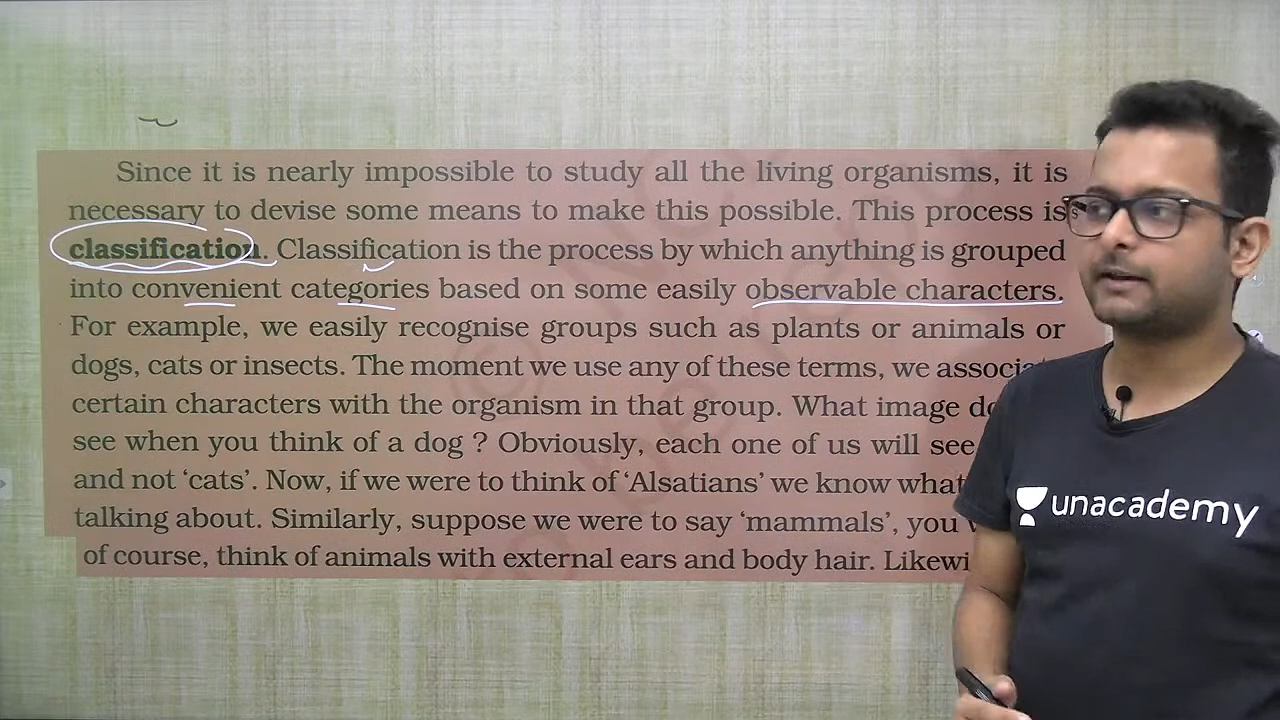 Since it is nearly impossible to study all the living organisms, it is
necessary to devise some means to make this possible. This process is
classification. Classification is the process by which anything is grouped
into convenient categories based on some easily observable characters.
For example, we easily recognise groups such as plants or animals or
dogs, cats or insects. The moment we use any of these terms, we
certain characters with the organism in that group. What image
see when you think of a dog ? Obviously, each one of us will see
and not ‘cats’. Now, if we were to think of ‘Alsatians’ we know what
talking about. Similarly, suppose we were to say ‘mammals’, you
of course, think of animals with external ears and body hair.
unacademy